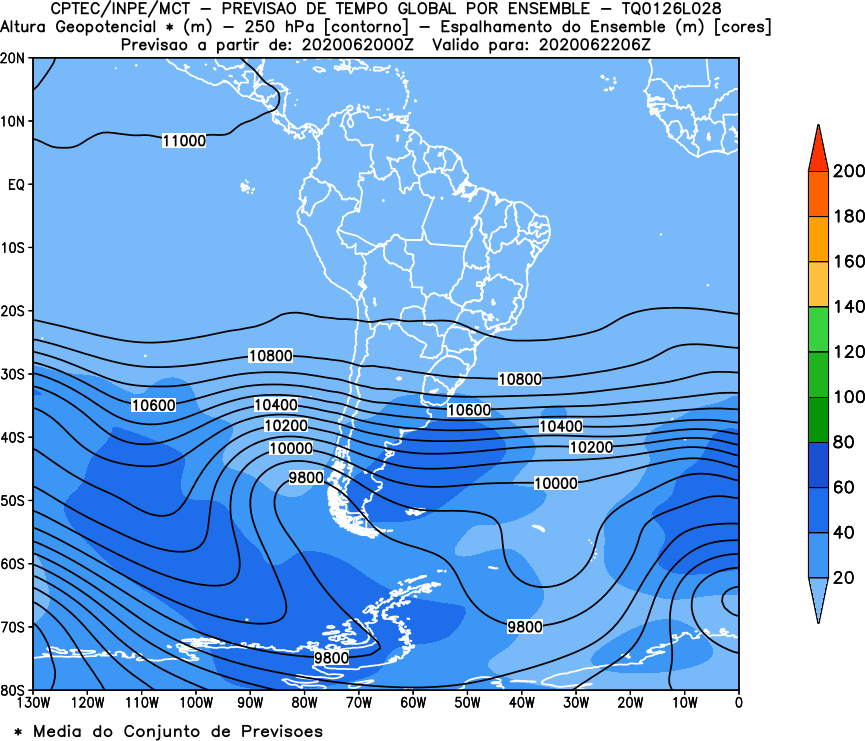 CPTEC/INPE/MCT – PREVISAO DE TEMPO GLOBAL POR ENSEMBLE – TQ0126L028
Altura Geopotencial * (m) – 250 hPa [contorno] – Espalhamento do Ensemble (m) [cores]
Previsao a partir de: 2020062000Z Valido para: 2020062206Z
20N
10N
11000
200
EQ
180
10S
160
20S
140
10800
10800
120
30S
10600
10400
10600
100
10200
10400
40S
10000
10200
80
9800
10000
60
50S
40
60S
20
9800
70S
9800
80S
130W 120W 110W 100W 90W 80W 70W 60W 50W 40W 30W 20W 10W 0
* Media do Conjunto de Previsoes